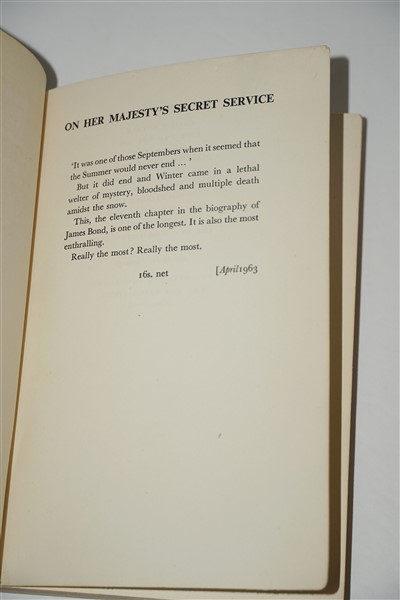 ON HER MAJESTY'S SECRET SERVICE
'It was one of those Septembers when it seemed that
the Summer would never end ... '
But it did end and Winter came in a lethal
welter of mystery, bloodshed and multiple death
amidst the snow.
This, the eleventh chapter in the biography of
James Bond, is one of the longest. It is also the most
enthralling.
Really the most? Really the most.
16s. net [April 1963